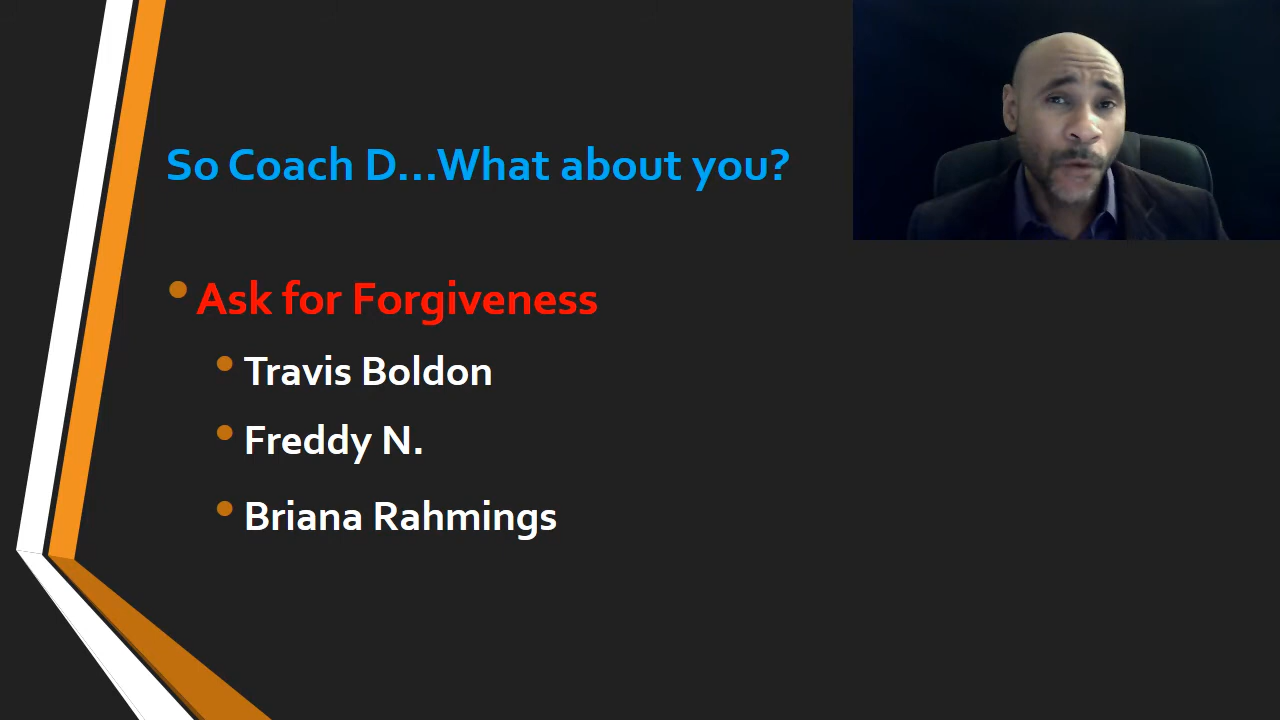 So Coach D...What about you?
Ask for Forgiveness
Travis Boldon
Freddy N.
Briana Rahmings